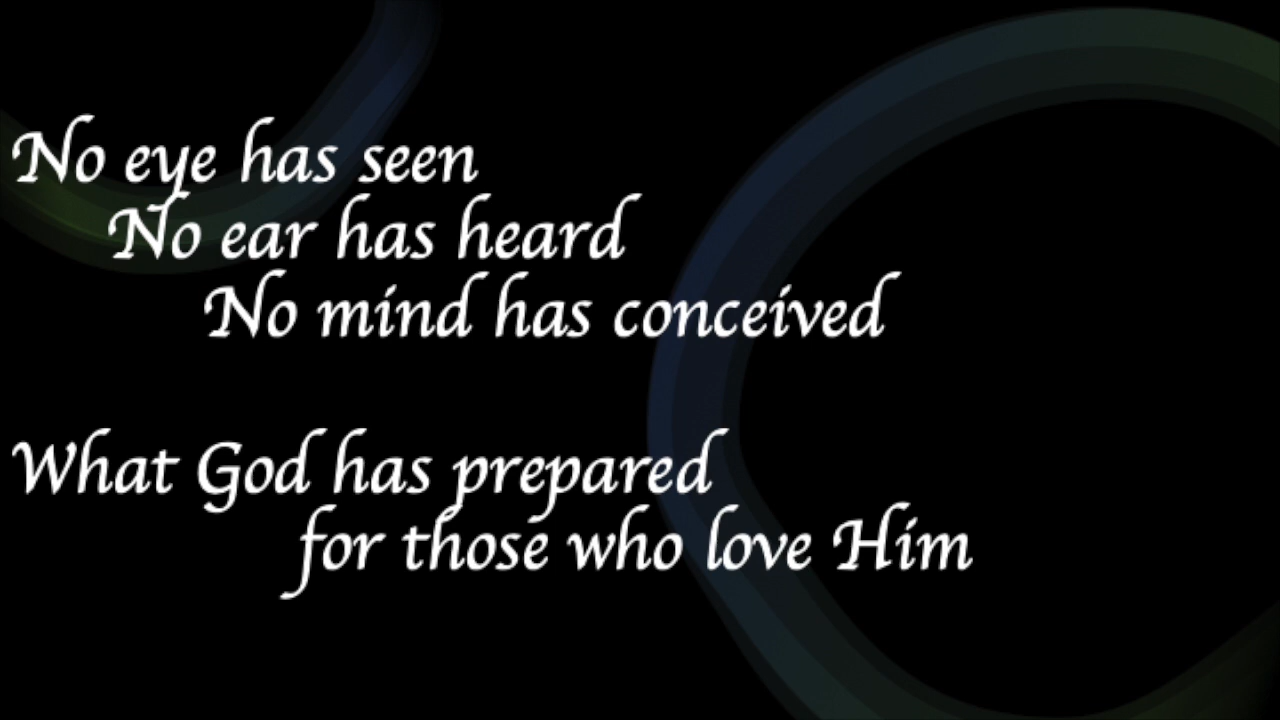 No eye has seen
No ear has heard
No mind has conceived
What God has prepared
for those who love Him